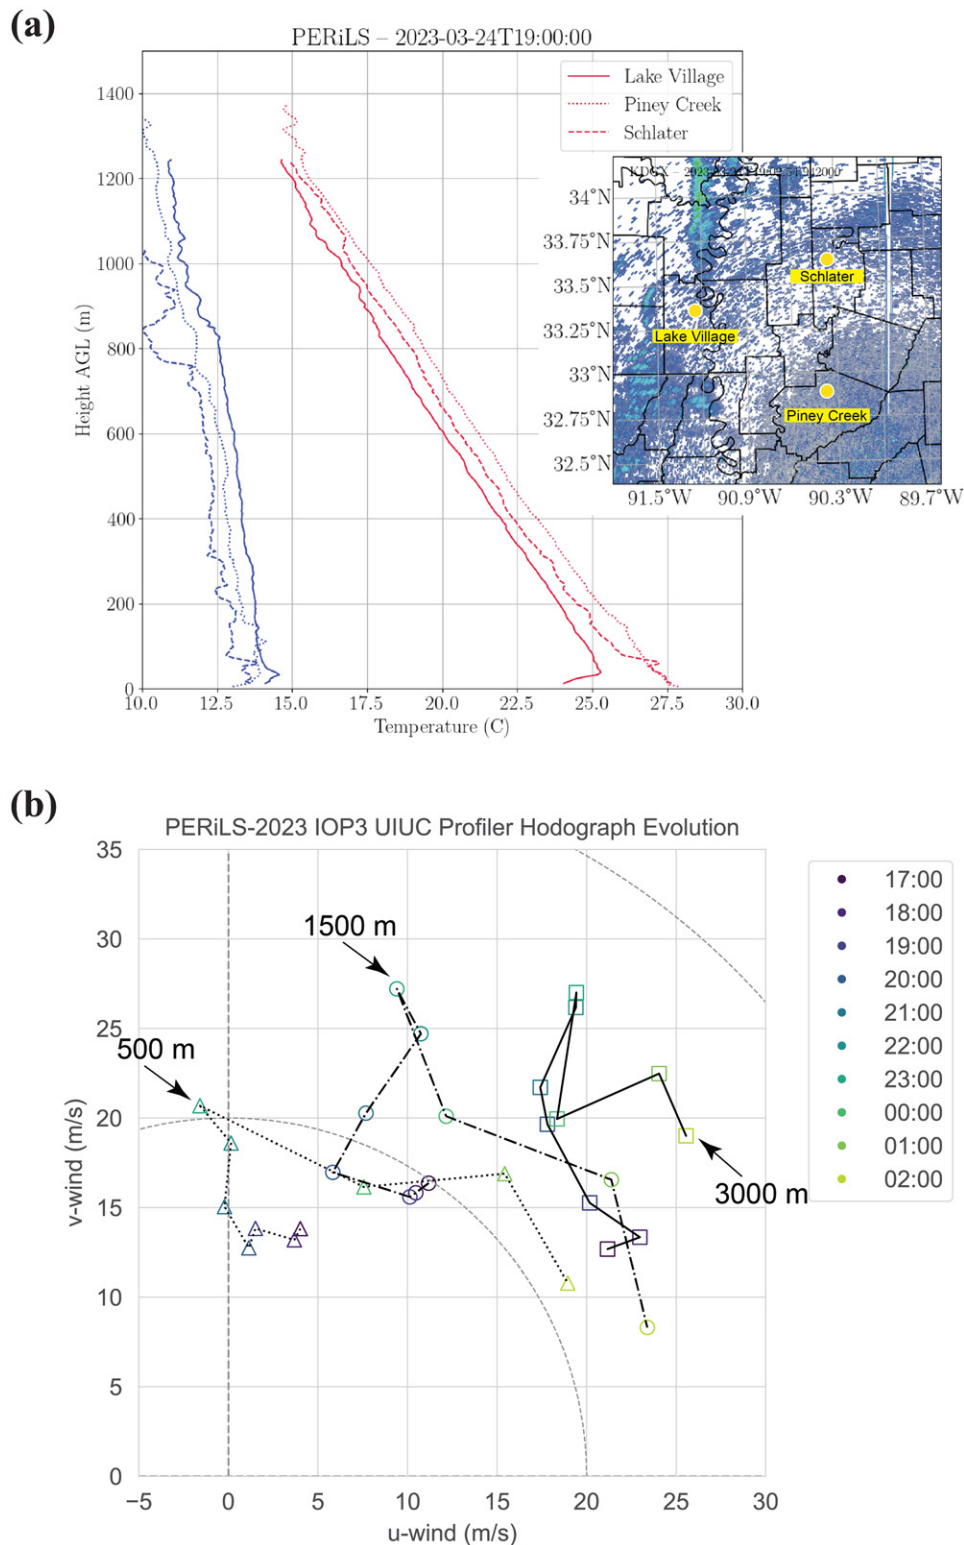 (a)
PERiLS – 2023-03-24T19:00:00
Lake Village
Piney Creek
Schlater
1400
1200
1000
800
600
400
200
0
Height AGL (m)
10.0 12.5 15.0 17.5 20.0 22.5 25.0 27.5 30.0
Temperature (C)
34°N
33.75°N
33.5°N
33.25°N
33°N
32.75°N
32.5°N
91.5°W 90.9°W 90.3°W 89.7°W
Schlater
Lake Village
Piney Creek
(b)
PERiLS-2023 IOP3 UIUC Profiler Hodograph Evolution
35
30
25
20
15
10
5
0
v-wind (m/s)
−5 0 5 10 15 20 25 30
u-wind (m/s)
1500 m
500 m
3000 m
17:00
18:00
19:00
20:00
21:00
22:00
23:00
00:00
01:00
02:00